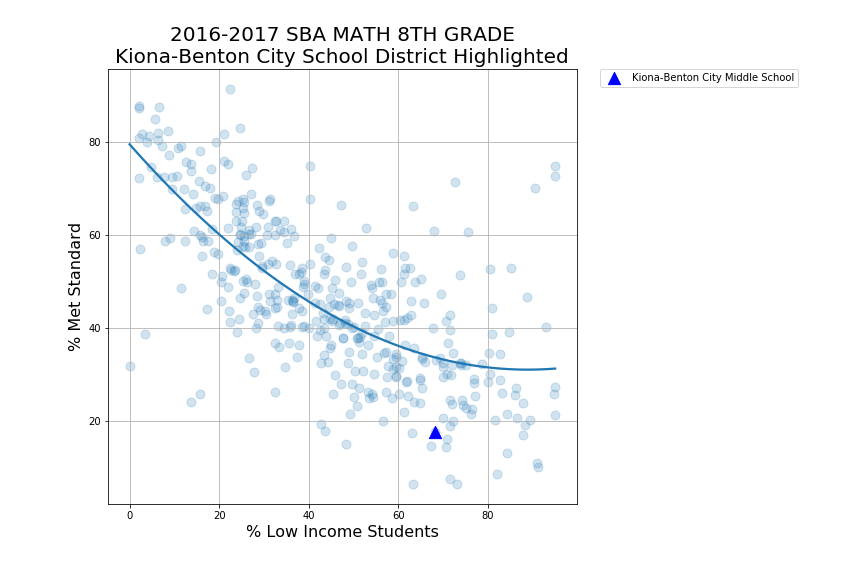 2016-2017 SBA MATH 8TH GRADE
Kiona-Benton City School District Highlighted
Kiona-Benton City Middle School
% Met Standard
80
60
40
20
0 20 40 60 80
% Low Income Students